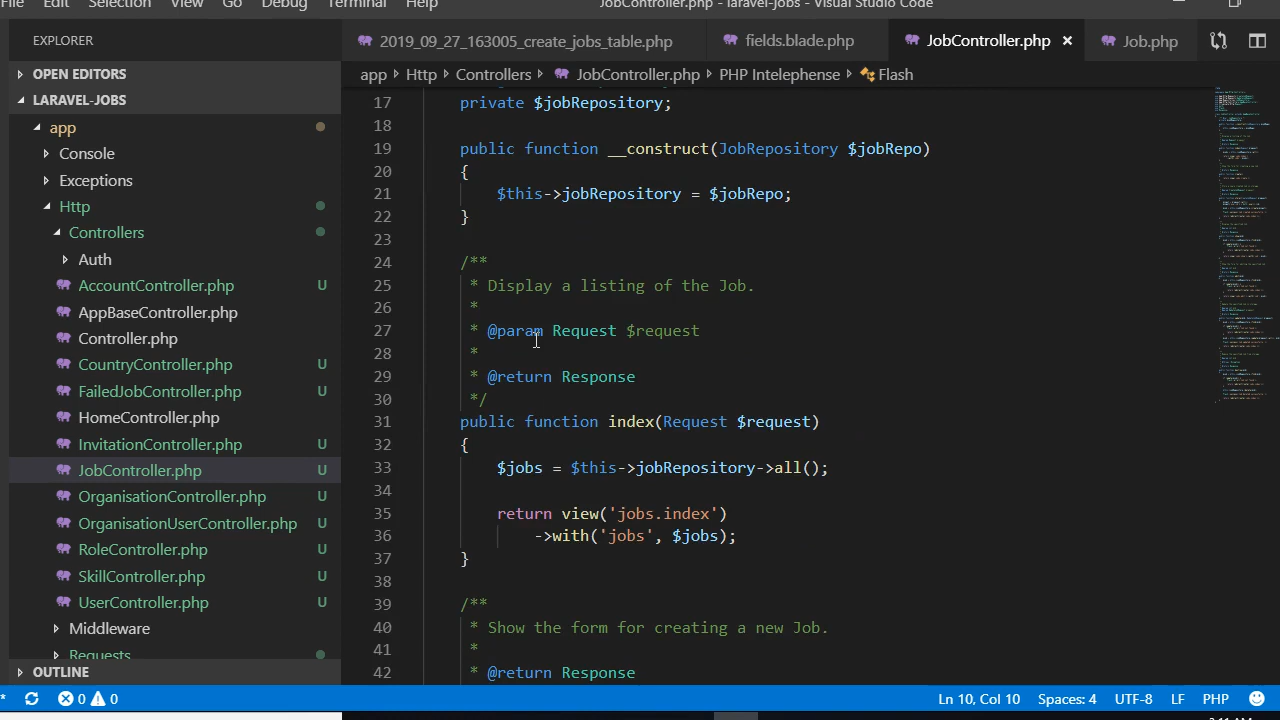 File Edit Selection View Go Debug Terminal Help JobController.php - laravel-jobs - Visual Studio Code
EXPLORER
OPEN EDITORS
LARAVEL-JOBS
app
Console
Exceptions
Http
Controllers
Auth
AccountController.php U
AppBaseController.php
Controller.php
CountryController.php U
FailedJobController.php U
HomeController.php
InvitationController.php U
JobController.php U
OrganisationController.php U
OrganisationUserController.php U
RoleController.php U
SkillController.php U
UserController.php U
Middleware
Requests
OUTLINE
2019_09_27_163005_create_jobs_table.php fields.blade.php JobController.php × Job.php
app Http Controllers JobController.php PHP Intelephense Flash
17 private $jobRepository;
18
19 public function __construct(JobRepository $jobRepo)
20 {
21 $this->jobRepository = $jobRepo;
22 }
23
24 /**
25 * Display a listing of the Job.
26 *
27 * @param Request $request
28 *
29 * @return Response
30 */
31 public function index(Request $request)
32 {
33 $jobs = $this->jobRepository->all();
34
35 return view('jobs.index')
36 ->with('jobs', $jobs);
37 }
38
39 /**
40 * Show the form for creating a new Job.
41 *
42 * @return Response
* 0 0 Ln 10, Col 10 Spaces: 4 UTF-8 LF PHP